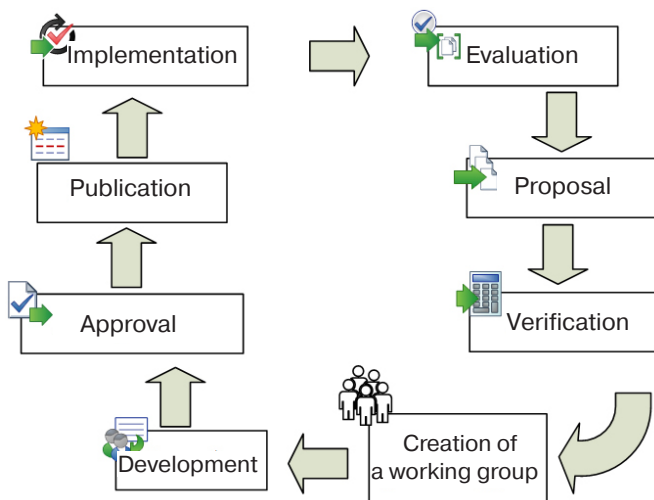 Implementation
Evaluation
Publication
Proposal
Approval
Verification
Development
Creation of
a working group